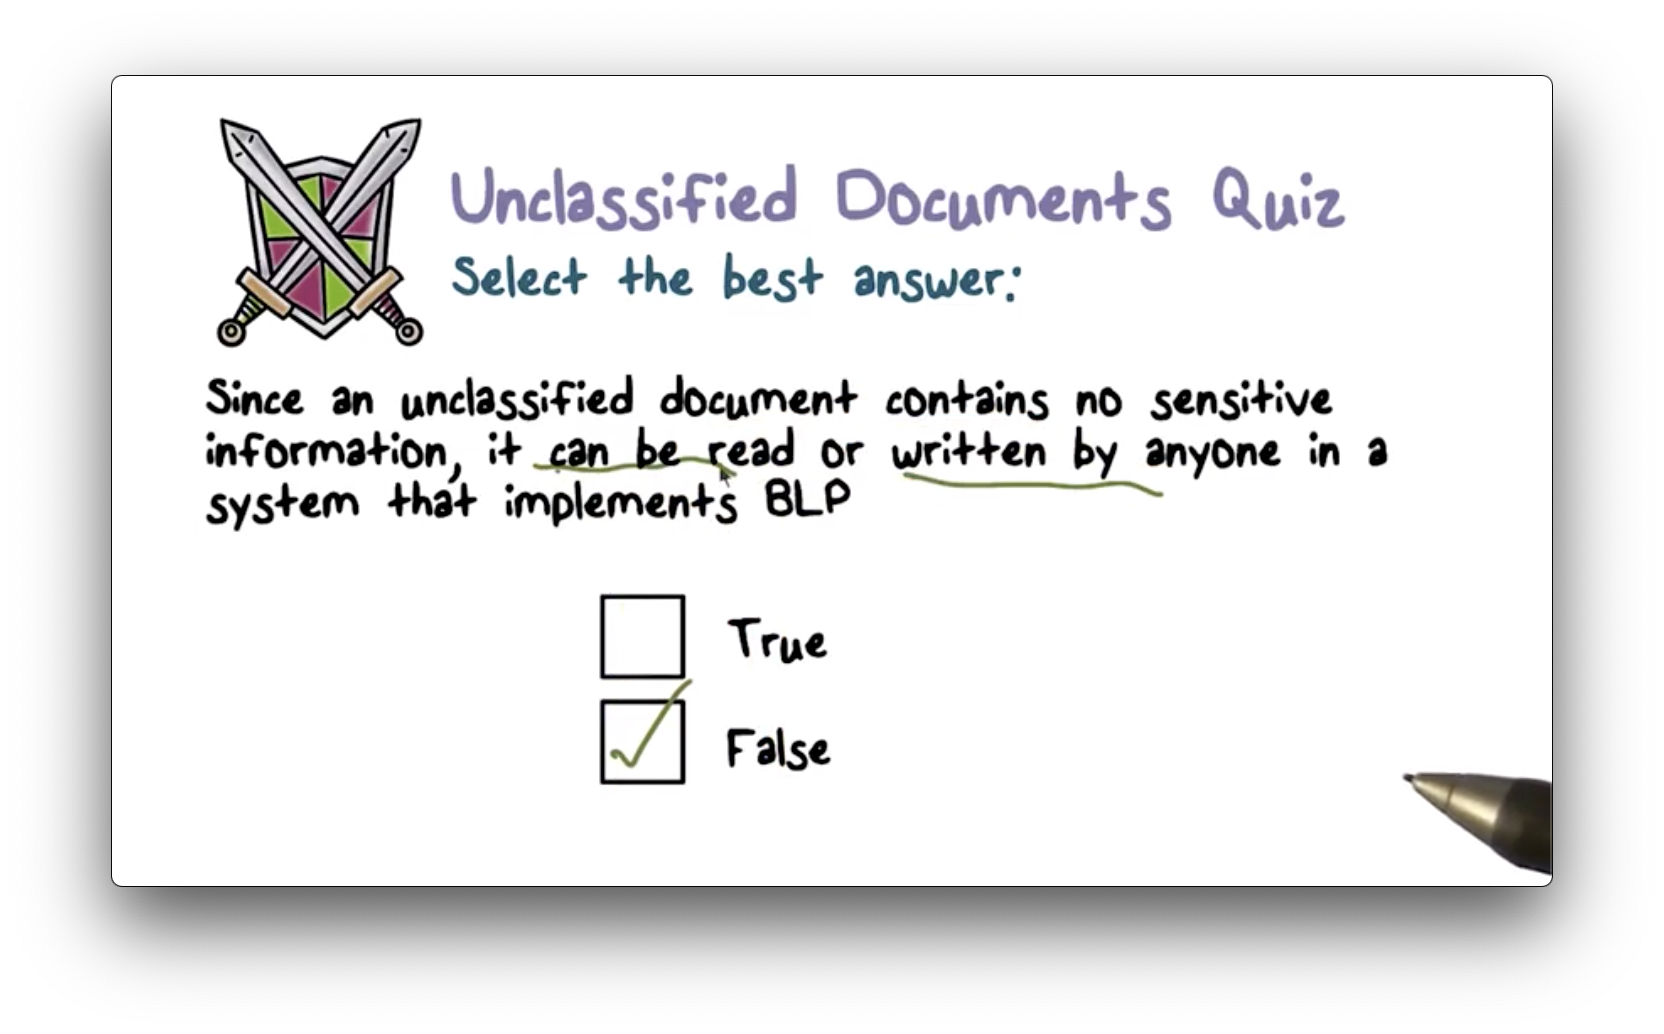 Unclassified Documents Quiz
Select the best answer:
Since an unclassified document contains no sensitive
information, it can be read or written by anyone in a
system that implements BLP
True
False